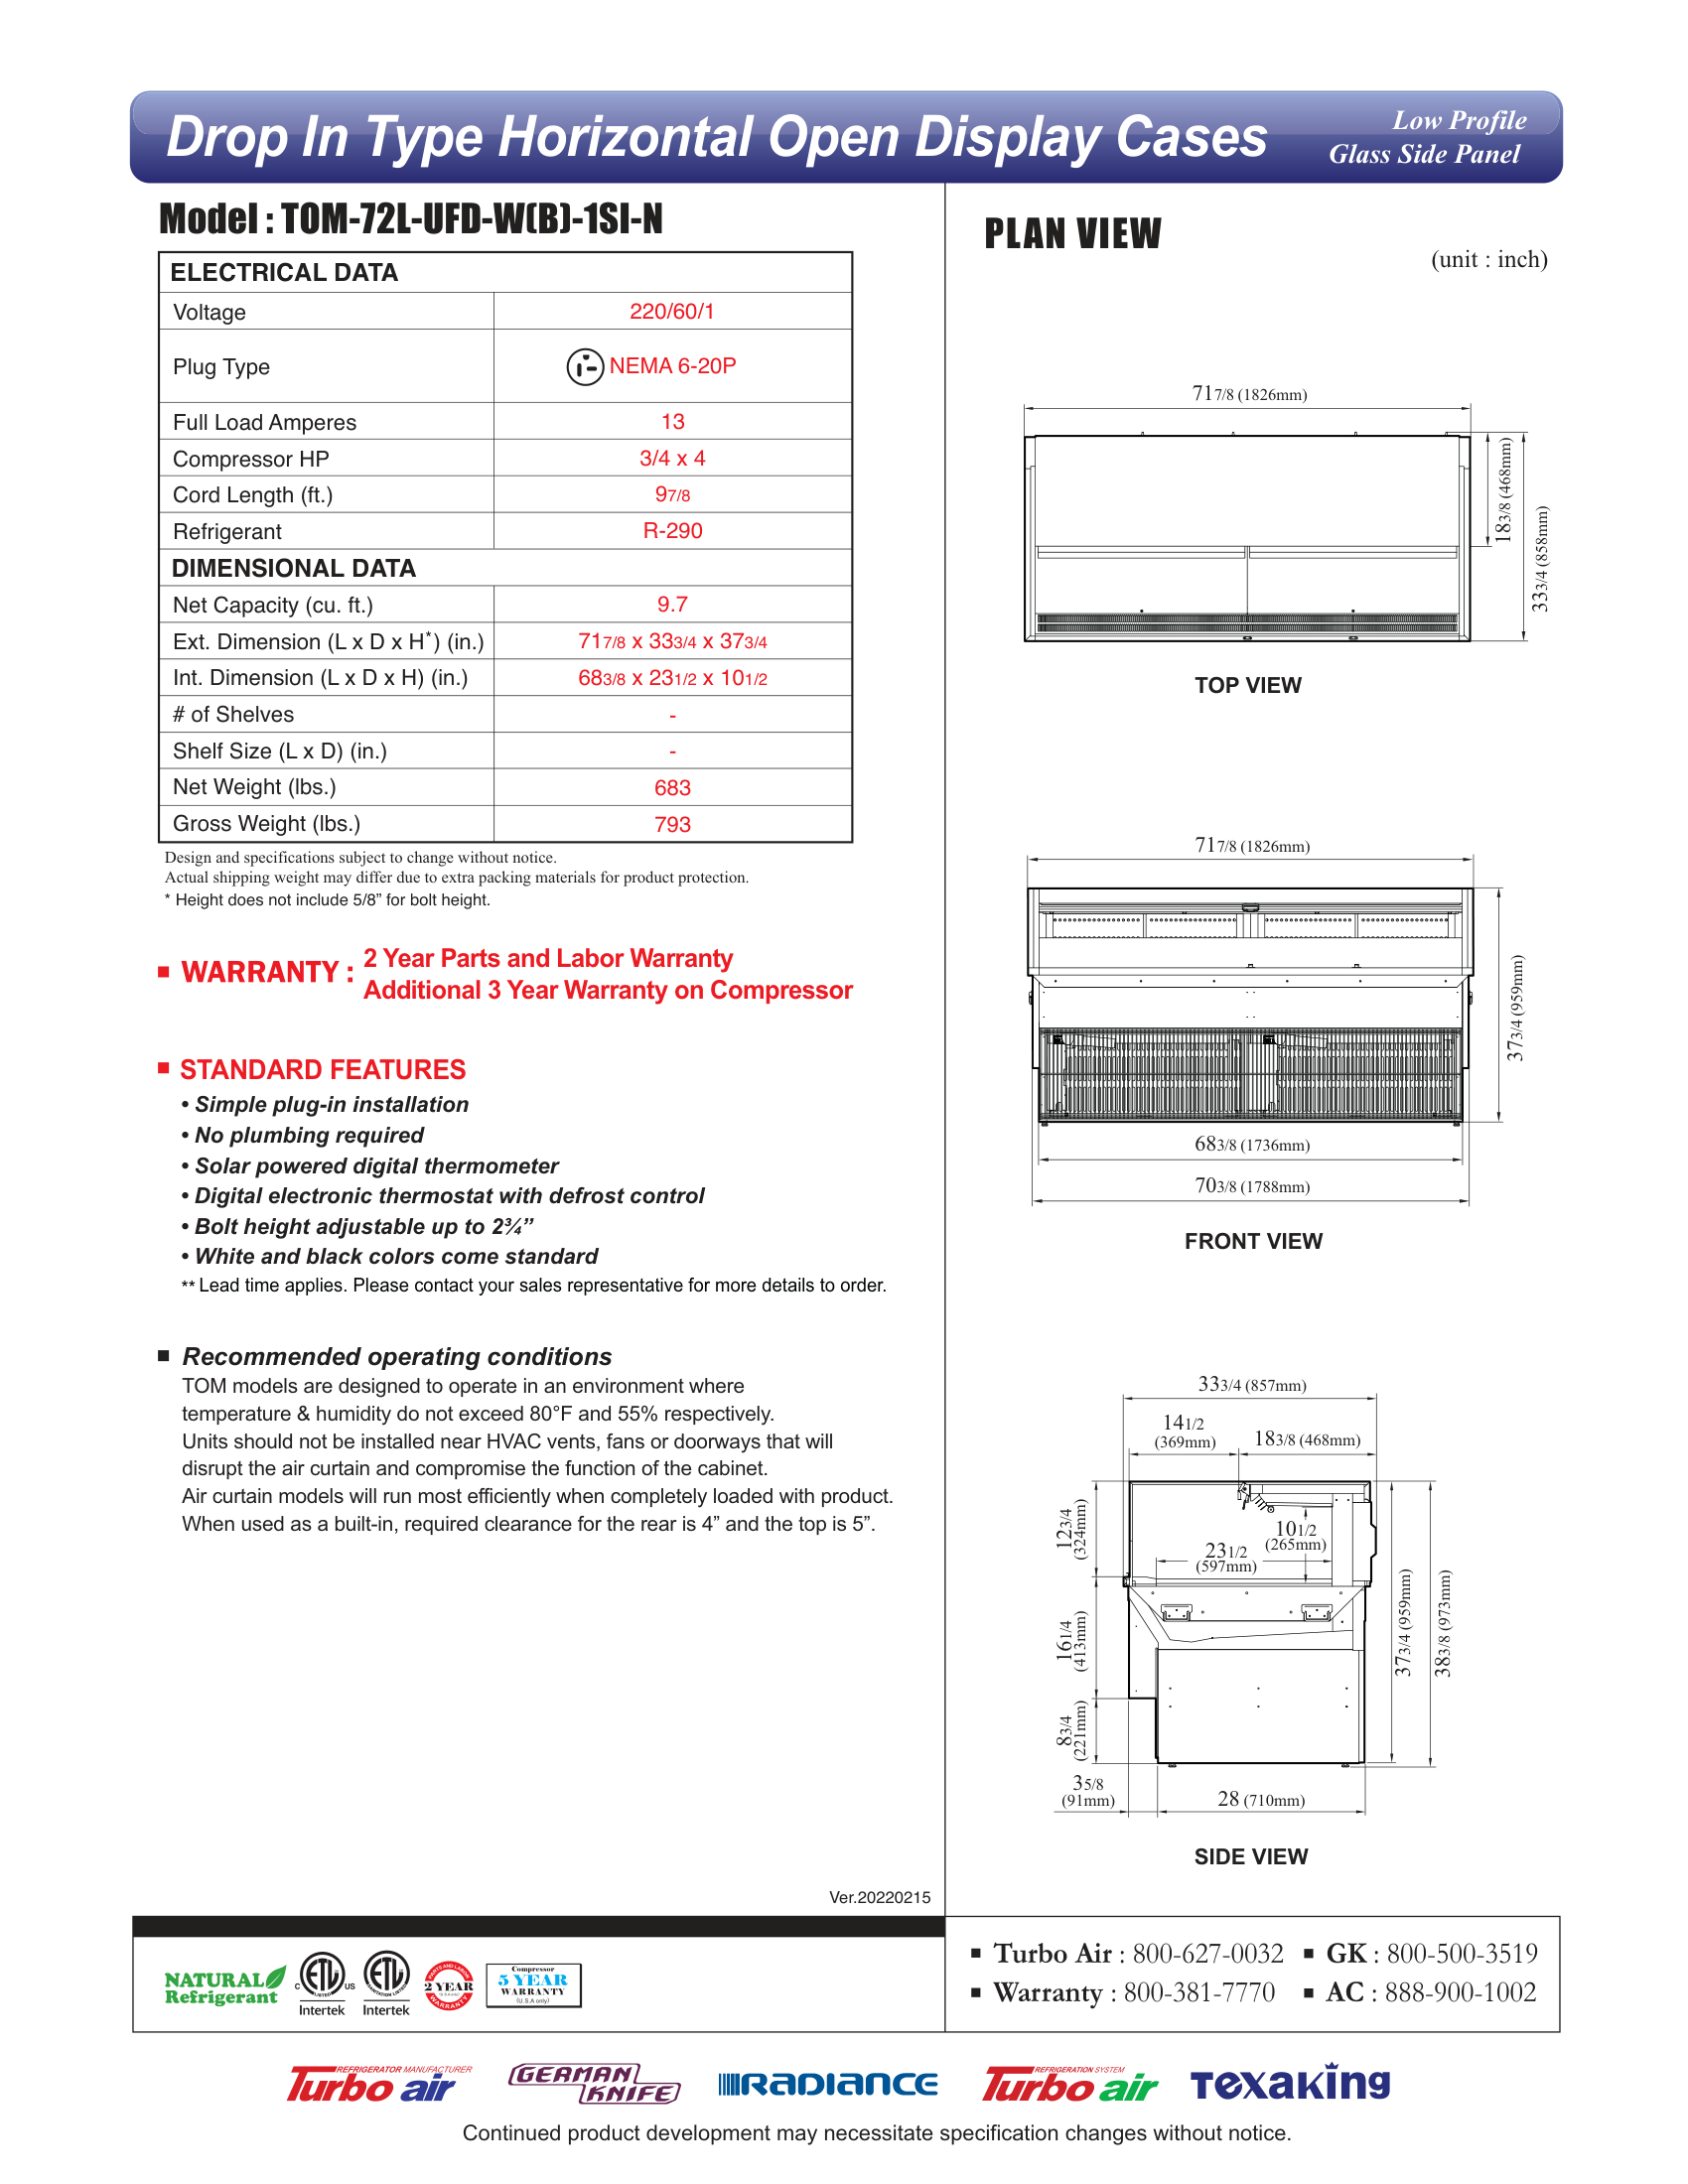 Drop In Type Horizontal Open Display Cases
Low Profile
Glass Side Panel
Model : TOM-72L-UFD-W(B)-1SI-N
ELECTRICAL DATA
Voltage 220/60/1
Plug Type NEMA 6-20P
Full Load Amperes 13
Compressor HP 3/4 x 4
Cord Length (ft.) 97/8
Refrigerant R-290
DIMENSIONAL DATA
Net Capacity (cu. ft.) 9.7
Ext. Dimension (L x D x H*) (in.) 717/8 x 333/4 x 373/4
Int. Dimension (L x D x H) (in.) 683/8 x 231/2 x 101/2
# of Shelves -
Shelf Size (L x D) (in.) -
Net Weight (lbs.) 683
Gross Weight (lbs.) 793
Design and specifications subject to change without notice.
Actual shipping weight may differ due to extra packing materials for product protection.
* Height does not include 5/8” for bolt height.
■ WARRANTY : 2 Year Parts and Labor Warranty
Additional 3 Year Warranty on Compressor
■ STANDARD FEATURES
• Simple plug-in installation
• No plumbing required
• Solar powered digital thermometer
• Digital electronic thermostat with defrost control
• Bolt height adjustable up to 2¾”
• White and black colors come standard
** Lead time applies. Please contact your sales representative for more details to order.
■ Recommended operating conditions
TOM models are designed to operate in an environment where
temperature & humidity do not exceed 80°F and 55% respectively.
Units should not be installed near HVAC vents, fans or doorways that will
disrupt the air curtain and compromise the function of the cabinet.
Air curtain models will run most efficiently when completely loaded with product.
When used as a built-in, required clearance for the rear is 4” and the top is 5”.
Ver.20220215
PLAN VIEW
(unit : inch)
717/8 (1826mm)
183/8 (468mm)
333/4 (858mm)
TOP VIEW
717/8 (1826mm)
373/4 (959mm)
683/8 (1736mm)
703/8 (1788mm)
FRONT VIEW
333/4 (857mm)
141/2
(369mm)
183/8 (468mm)
123/4
(324mm)
101/2
(265mm)
231/2
(597mm)
161/4
(413mm)
373/4 (959mm)
383/8 (973mm)
83/4
(221mm)
35/8
(91mm)
28 (710mm)
SIDE VIEW
NATURAL
Refrigerant
C ETL US
LISTED
Intertek
ETL
SANITATION LISTED
Intertek
PARTS AND LABOR
2 YEAR
WARRANTY
Compressor
5 YEAR
WARRANTY
(U.S.A only)
■ Turbo Air : 800-627-0032 ■ GK : 800-500-3519
■ Warranty : 800-381-7770 ■ AC : 888-900-1002
REFRIGERATOR MANUFACTURER
Turbo air
GERMAN
KNIFE
RADIANCE
REFRIGERATION SYSTEM
Turbo air
TEXAKING
Continued product development may necessitate specification changes without notice.